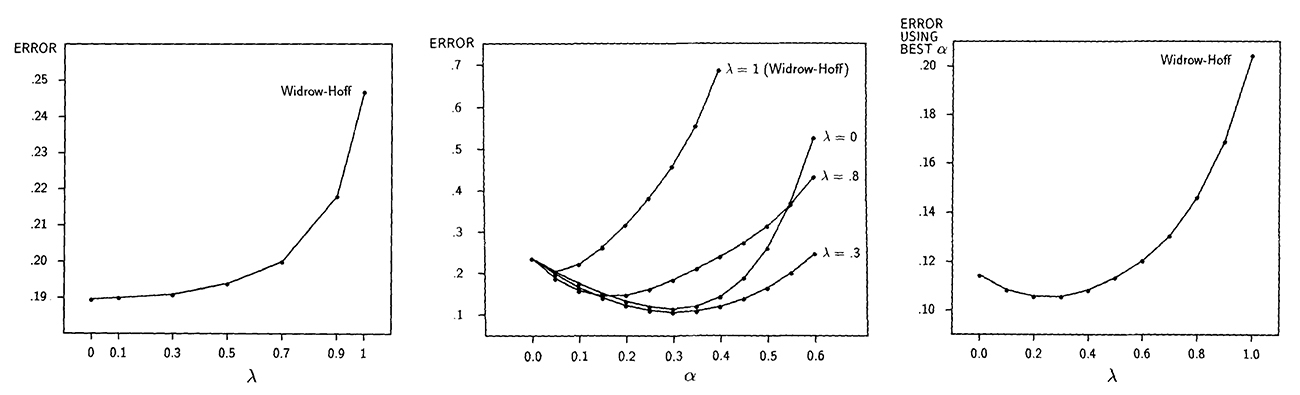 ERROR
.25
.24
.23
.22
.21
.20
.19
Widrow-Hoff
0 0.1 0.3 0.5 0.7 0.9 1
λ
ERROR
.7
.6
.5
.4
.3
.2
.1
λ = 1 (Widrow-Hoff)
λ = 0
λ = .8
λ = .3
0.0 0.1 0.2 0.3 0.4 0.5 0.6
α
ERROR
USING
BEST α
.20
.18
.16
.14
.12
.10
Widrow-Hoff
0.0 0.2 0.4 0.6 0.8 1.0
λ